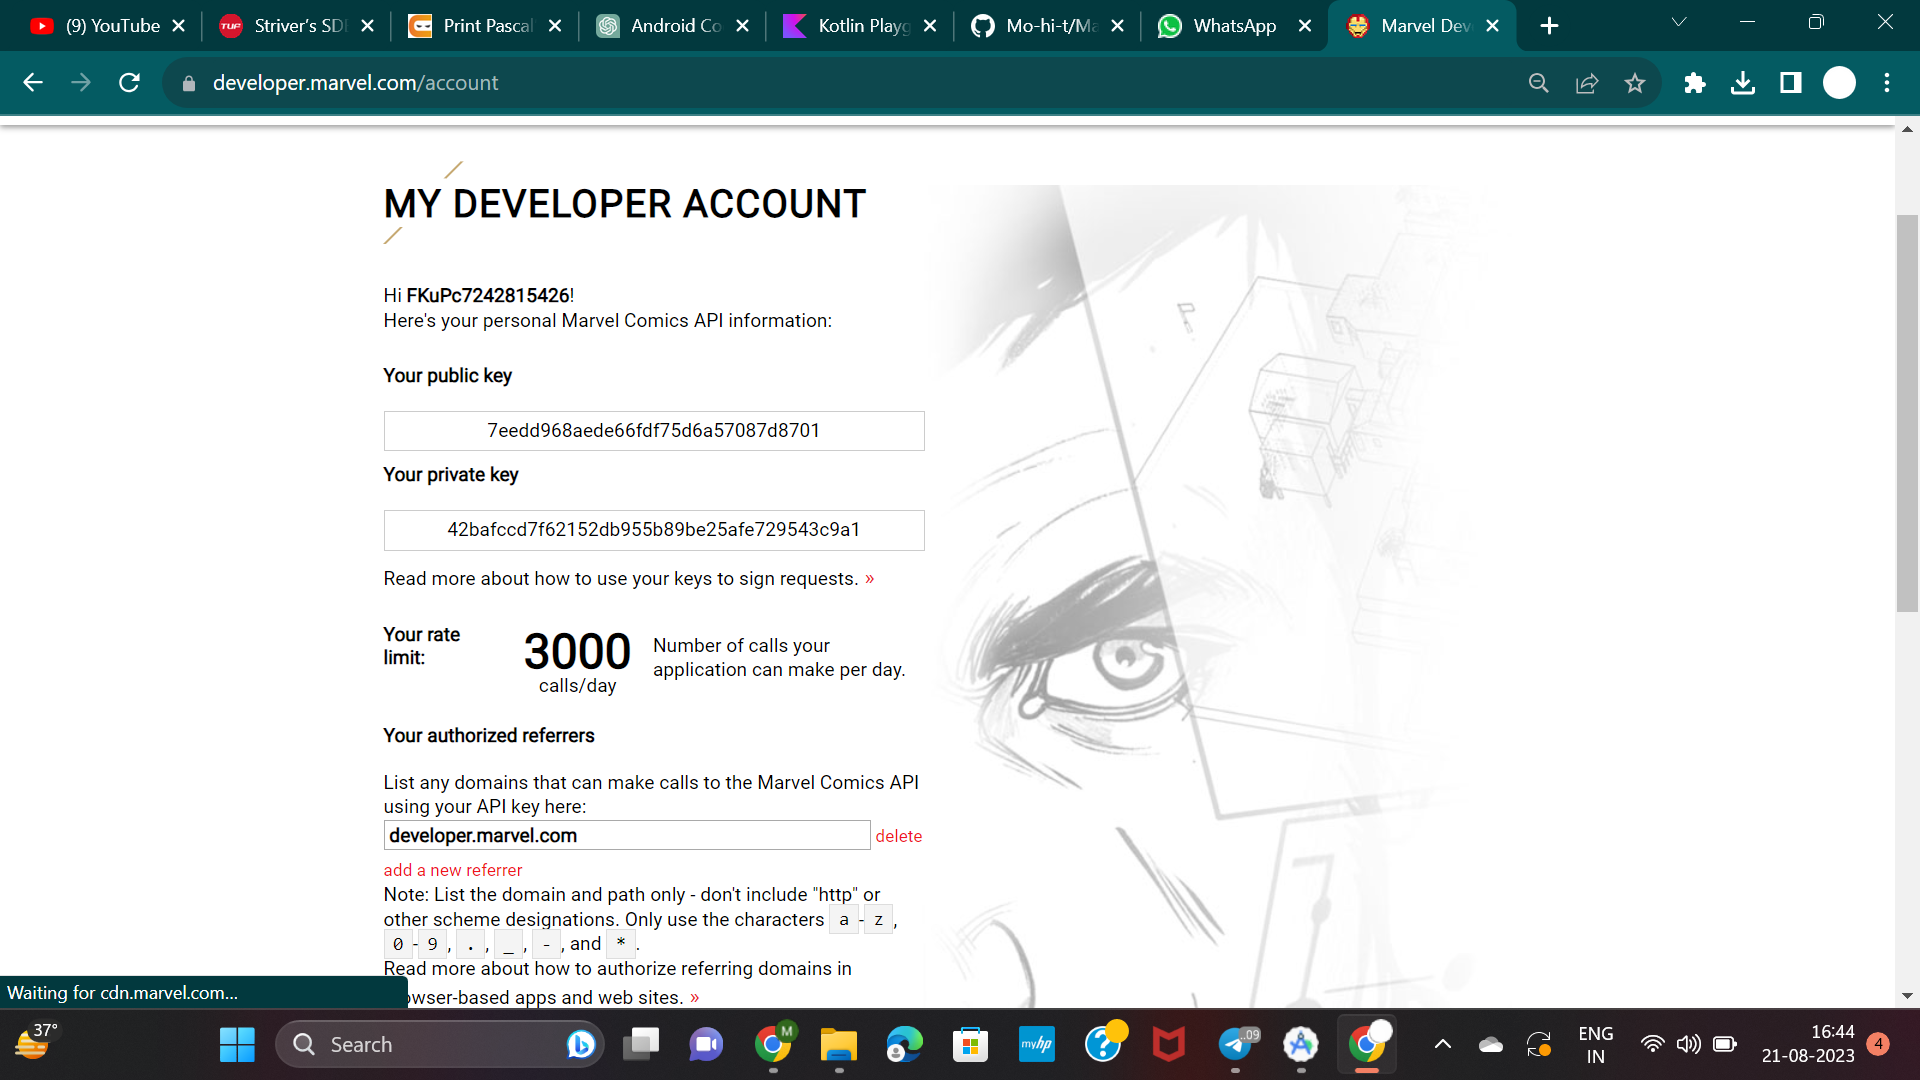 (9) YouTube
Striver's SD
Print Pascal
Android Co
Kotlin Playg
Mo-hi-t/Ma
WhatsApp
Marvel Dev
developer.marvel.com/account
MY DEVELOPER ACCOUNT
Hi FKuPc7242815426!
Here's your personal Marvel Comics API information:
Your public key
7eedd968aede66fdf75d6a57087d8701
Your private key
42bafccd7f62152db955b89be25afe729543c9a1
Read more about how to use your keys to sign requests. »
Your rate
limit:
3000
calls/day
Number of calls your
application can make per day.
Your authorized referrers
List any domains that can make calls to the Marvel Comics API
using your API key here:
developer.marvel.com delete
add a new referrer
Note: List the domain and path only - don't include "http" or
other scheme designations. Only use the characters a - z ,
0 - 9 , . , _ , - , and * .
Read more about how to authorize referring domains in
owser-based apps and web sites. »
Waiting for cdn.marvel.com...
37°
Search
M
myhp
.09
ENG
IN
16:44
21-08-2023
4